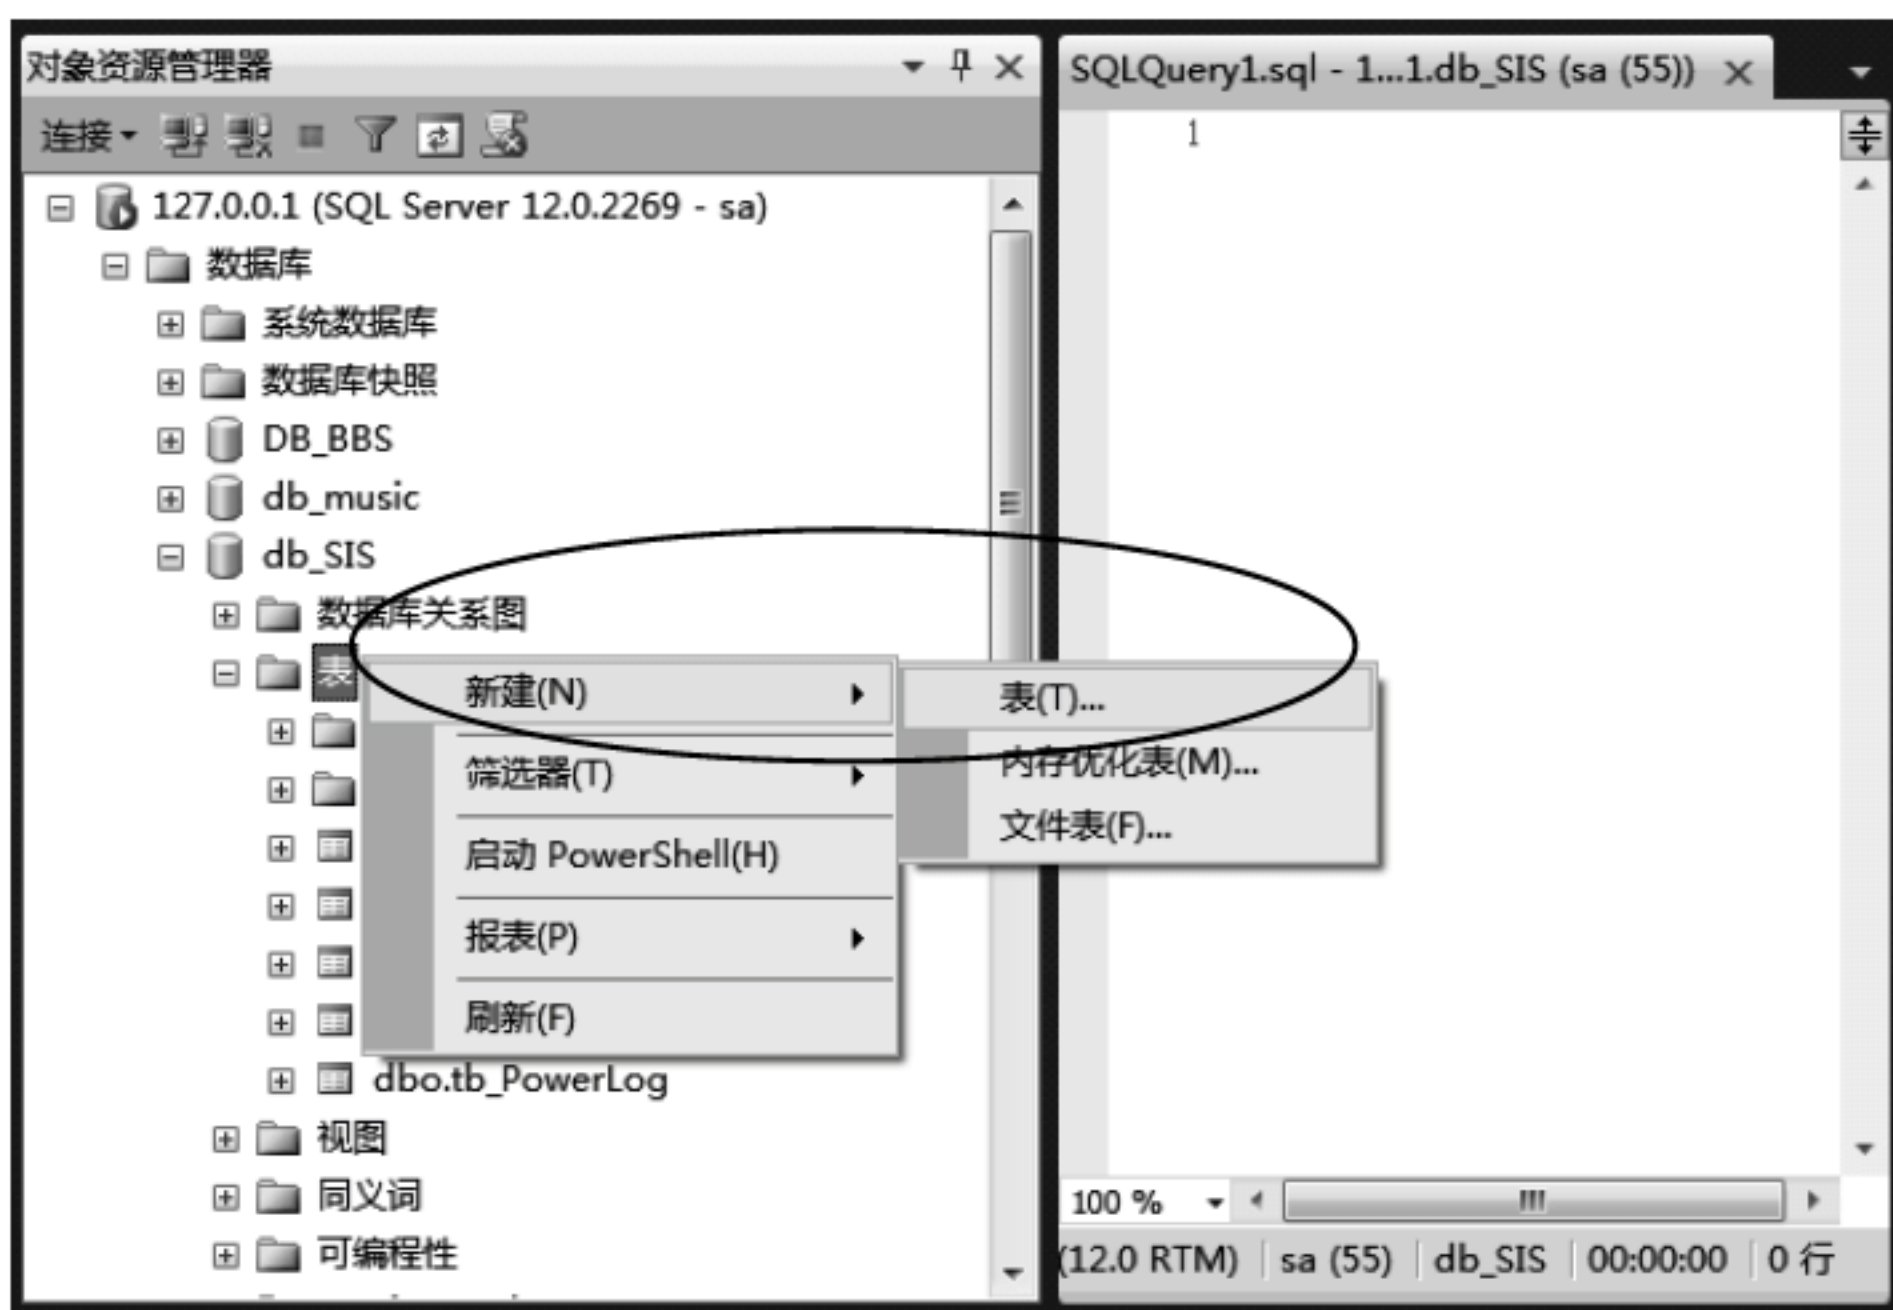 对象资源管理器
连接
127.0.0.1 (SQL Server 12.0.2269 - sa)
数据库
系统数据库
数据库快照
DB_BBS
db_music
db_SIS
数据库关系图
表
新建(N)
筛选器(T)
启动 PowerShell(H)
报表(P)
刷新(F)
表(T)...
内存优化表(M)...
文件表(F)...
dbo.tb_PowerLog
视图
同义词
可编程性
SQLQuery1.sql - 1...1.db_SIS (sa (55))
1
100 %
(12.0 RTM) sa (55) db_SIS 00:00:00 0 行